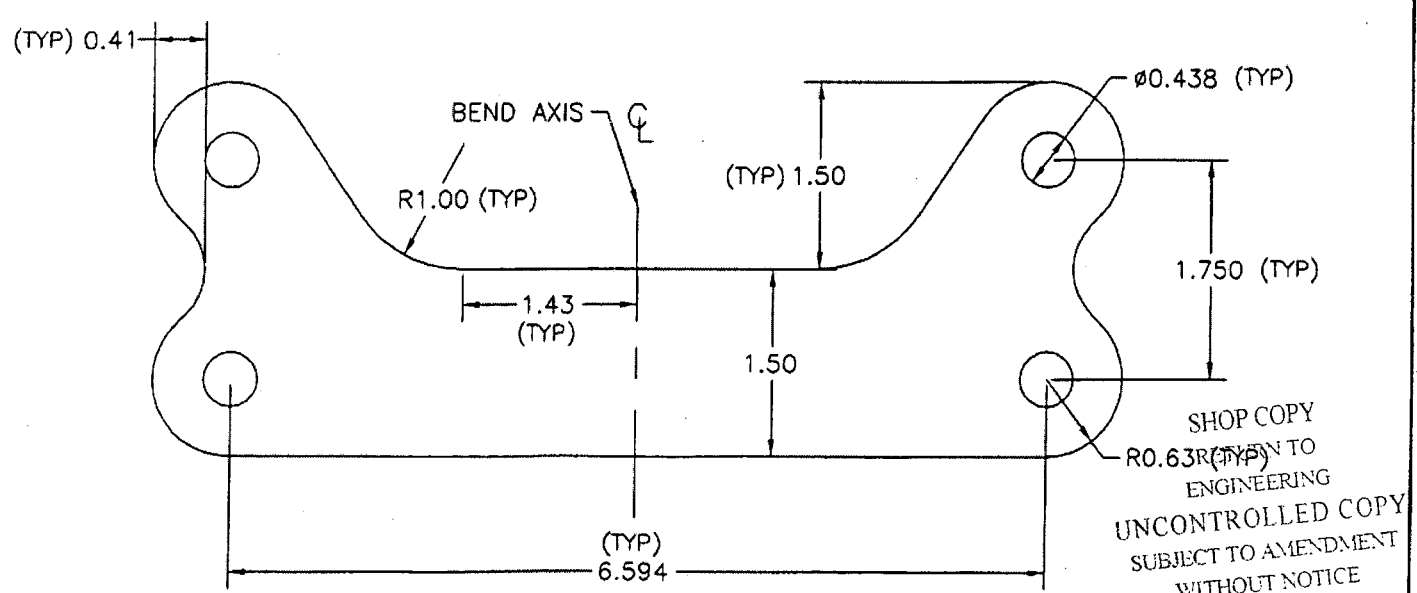 (TYP) 0.41
BEND AXIS
CL
ø0.438 (TYP)
R1.00 (TYP)
(TYP) 1.50
1.750 (TYP)
1.43
(TYP)
1.50
R0.63 (TYP)
(TYP)
6.594
SHOP COPY
RETURN TO
ENGINEERING
UNCONTROLLED COPY
SUBJECT TO AMENDMENT
WITHOUT NOTICE